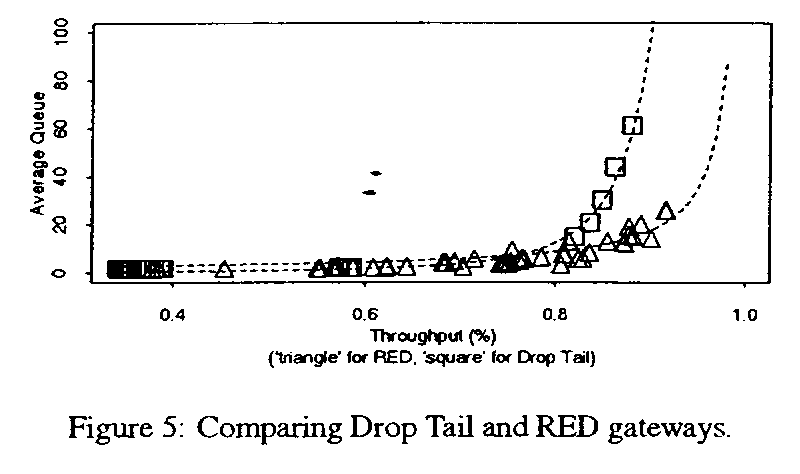 100
80
60
40
20
0
Average Queue
0.4 0.6 0.8 1.0
Throughput (%)
('triangle' for RED, 'square' for Drop Tail)
Figure 5: Comparing Drop Tail and RED gateways.